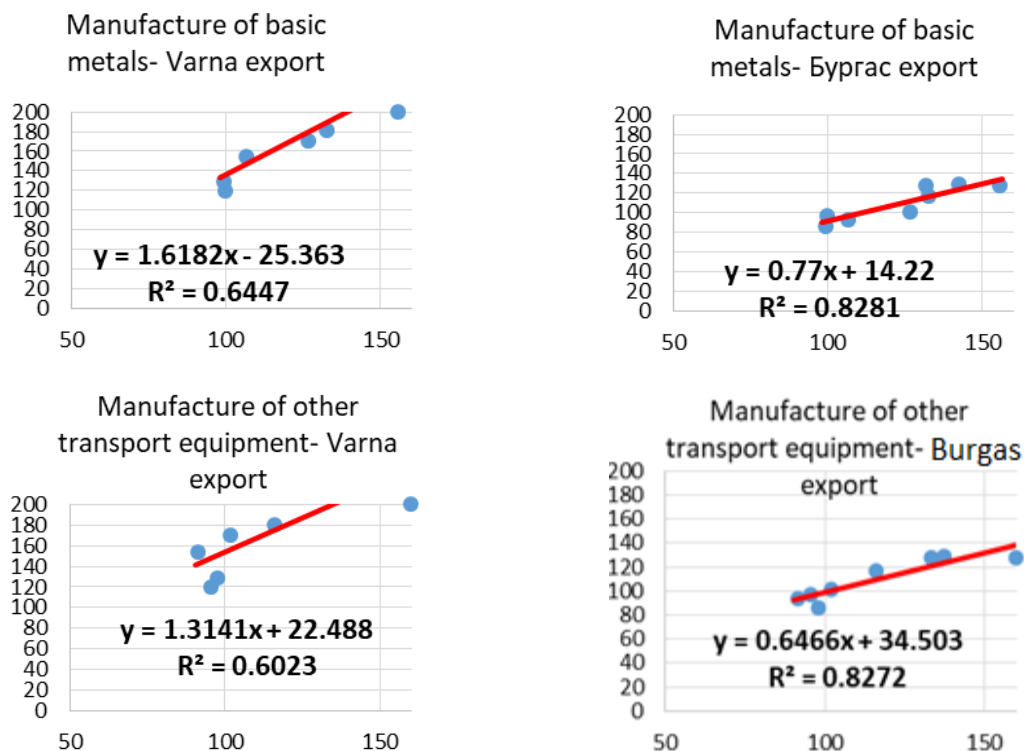 Manufacture of basic
metals- Varna export
200
180
160
140
120
100
80
60
40
20
0
y = 1.6182x - 25.363
R² = 0.6447
50 100 150
Manufacture of basic
metals- Бургас export
200
180
160
140
120
100
80
60
40
20
0
y = 0.77x + 14.22
R² = 0.8281
50 100 150
Manufacture of other
transport equipment- Varna
export
200
180
160
140
120
100
80
60
40
20
0
y = 1.3141x + 22.488
R² = 0.6023
50 100 150
Manufacture of other
transport equipment- Burgas
export
200
180
160
140
120
100
80
60
40
20
0
y = 0.6466x + 34.503
R² = 0.8272
50 100 150